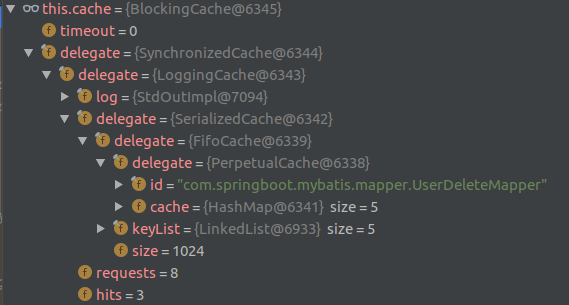 this.cache = {BlockingCache@6345}
timeout = 0
delegate = {SynchronizedCache@6344}
delegate = {LoggingCache@6343}
log = {StdOutImpl@7094}
delegate = {SerializedCache@6342}
delegate = {FifoCache@6339}
delegate = {PerpetualCache@6338}
id = "com.springboot.mybatis.mapper.UserDeleteMapper"
cache = {HashMap@6341} size = 5
keyList = {LinkedList@6933} size = 5
size = 1024
requests = 8
hits = 3